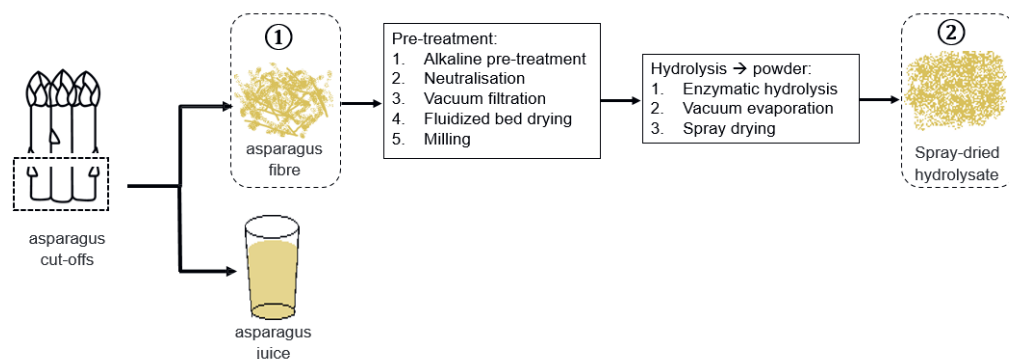 asparagus
cut-offs
①
asparagus
fibre
asparagus
juice
Pre-treatment:
1. Alkaline pre-treatment
2. Neutralisation
3. Vacuum filtration
4. Fluidized bed drying
5. Milling
Hydrolysis → powder:
1. Enzymatic hydrolysis
2. Vacuum evaporation
3. Spray drying
②
Spray-dried
hydrolysate